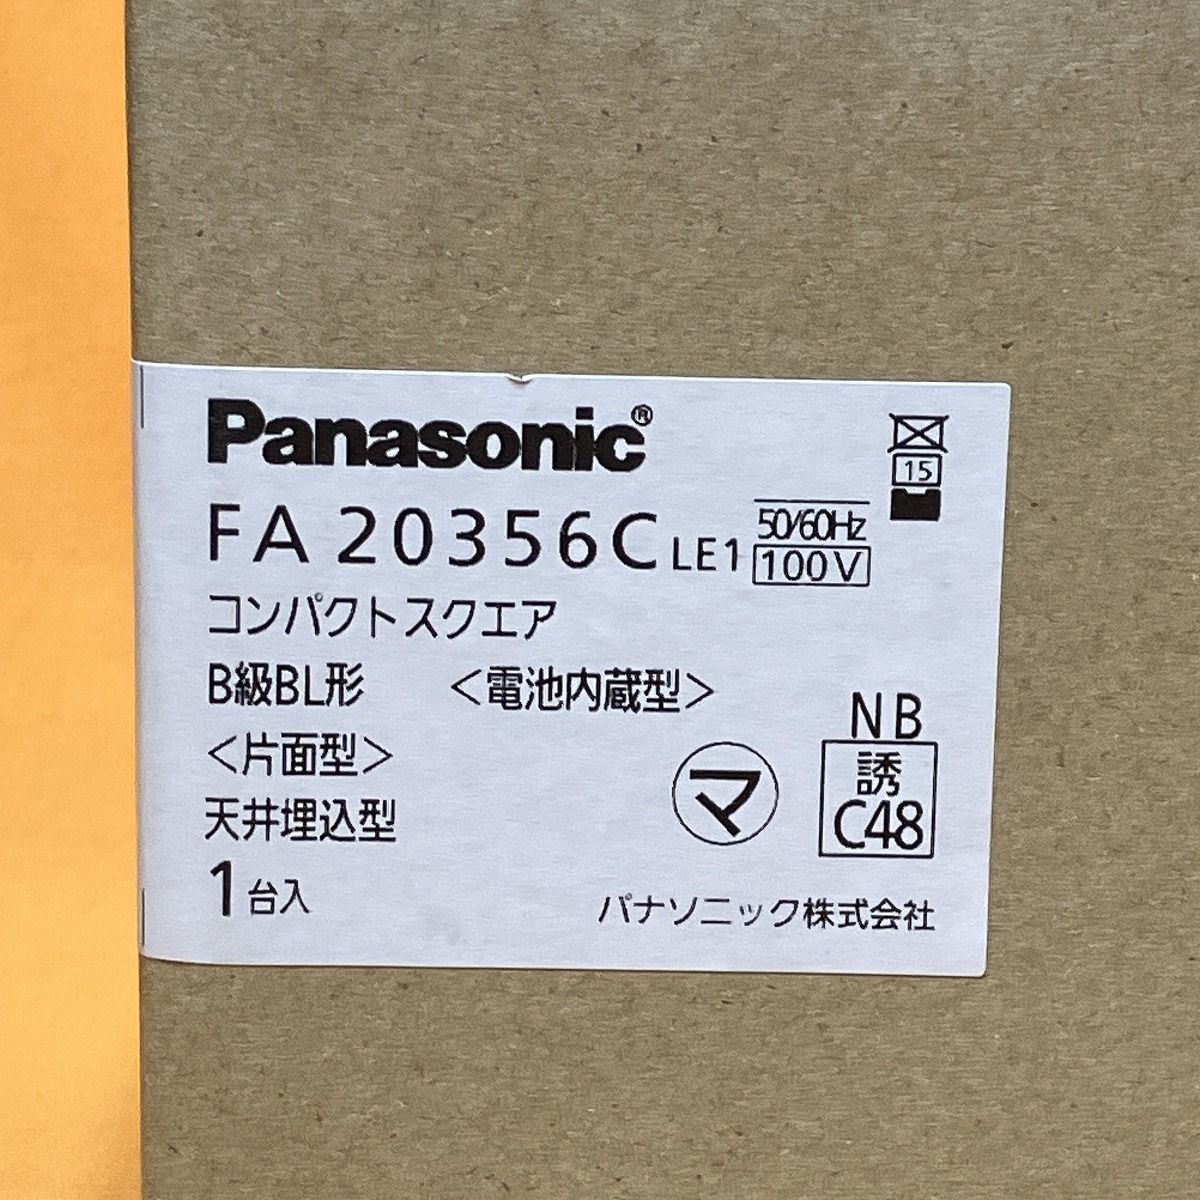 Panasonic®
15
FA20356C LE1 50/60Hz
100V
コンパクトスクエア
B級BL形 <電池内蔵型>
<片面型>
天井埋込型
1台入
マ
NB
誘
C48
パナソニック株式会社